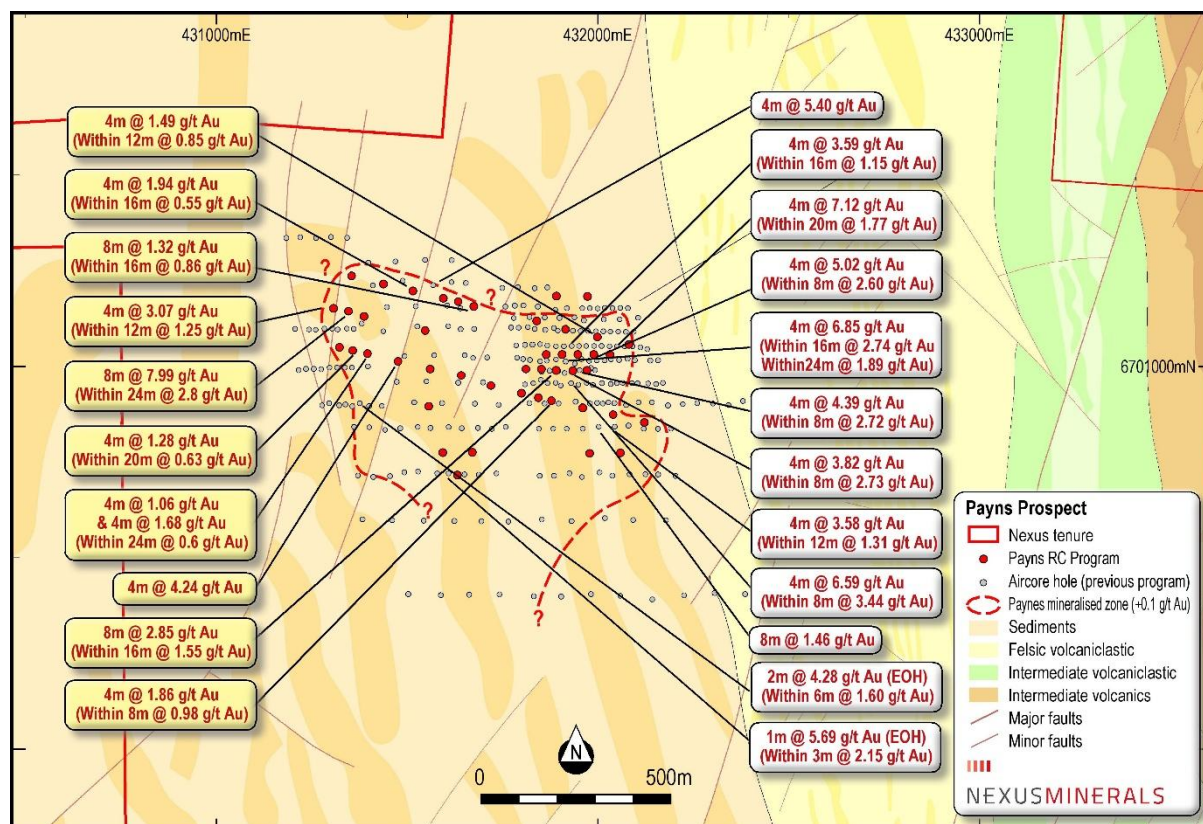 431000mE
432000mE
433000mE
4m @ 1.49 g/t Au
(Within 12m @ 0.85 g/t Au)
4m @ 1.94 g/t Au
(Within 16m @ 0.55 g/t Au)
8m @ 1.32 g/t Au
(Within 16m @ 0.86 g/t Au)
4m @ 3.07 g/t Au
(Within 12m @ 1.25 g/t Au)
8m @ 7.99 g/t Au
(Within 24m @ 2.8 g/t Au)
4m @ 1.28 g/t Au
(Within 20m @ 0.63 g/t Au)
4m @ 1.06 g/t Au
& 4m @ 1.68 g/t Au
(Within 24m @ 0.6 g/t Au)
4m @ 4.24 g/t Au
8m @ 2.85 g/t Au
(Within 16m @ 1.55 g/t Au)
4m @ 1.86 g/t Au
(Within 8m @ 0.98 g/t Au)
?
?
?
?
4m @ 5.40 g/t Au
4m @ 3.59 g/t Au
(Within 16m @ 1.15 g/t Au)
4m @ 7.12 g/t Au
(Within 20m @ 1.77 g/t Au)
4m @ 5.02 g/t Au
(Within 8m @ 2.60 g/t Au)
4m @ 6.85 g/t Au
(Within 16m @ 2.74 g/t Au
Within24m @ 1.89 g/t Au)
4m @ 4.39 g/t Au
(Within 8m @ 2.72 g/t Au)
4m @ 3.82 g/t Au
(Within 8m @ 2.73 g/t Au)
4m @ 3.58 g/t Au
(Within 12m @ 1.31 g/t Au)
4m @ 6.59 g/t Au
(Within 8m @ 3.44 g/t Au)
8m @ 1.46 g/t Au
2m @ 4.28 g/t Au (EOH)
(Within 6m @ 1.60 g/t Au)
1m @ 5.69 g/t Au (EOH)
(Within 3m @ 2.15 g/t Au)
6701000mN
N
0 500m
Payns Prospect
Nexus tenure
Payns RC Program
Aircore hole (previous program)
Paynes mineralised zone (+0.1 g/t Au)
Sediments
Felsic volcaniclastic
Intermediate volcaniclastic
Intermediate volcanics
Major faults
Minor faults
NEXUSMINERALS